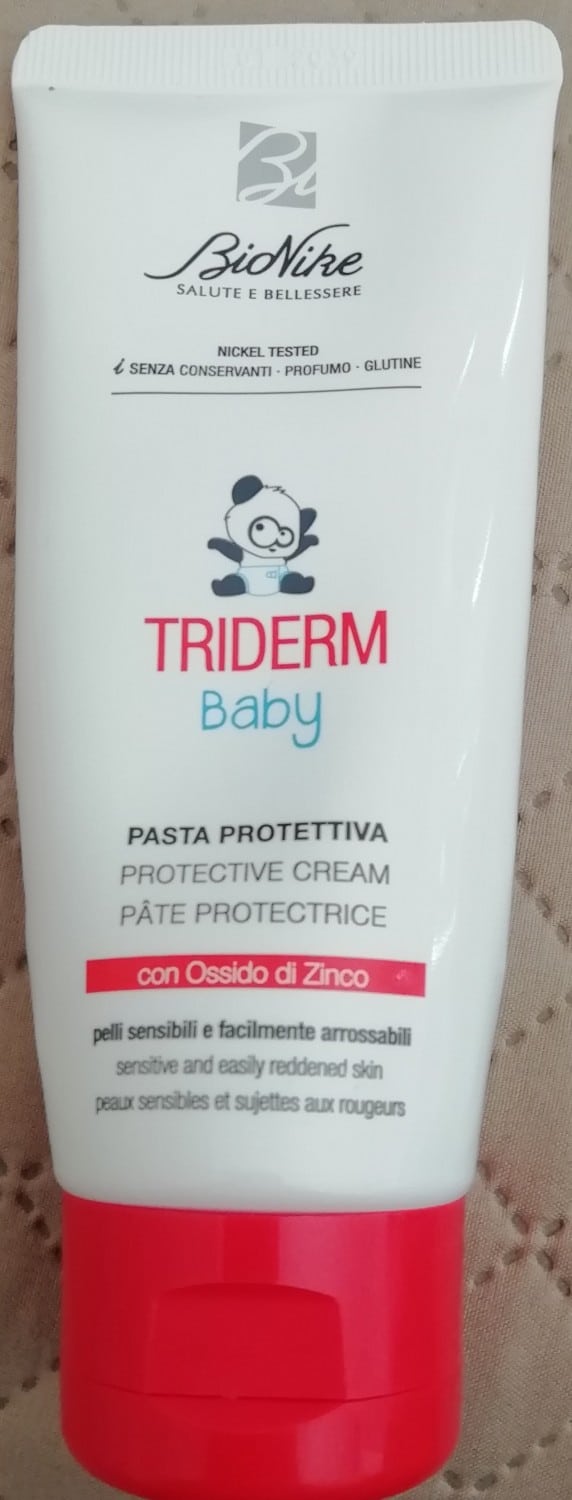 Bi
BioNike
SALUTE E BELLESSERE
NICKEL TESTED
i SENZA CONSERVANTI · PROFUMO · GLUTINE
TRIDERM
Baby
PASTA PROTETTIVA
PROTECTIVE CREAM
PÂTE PROTECTRICE
con Ossido di Zinco
pelli sensibili e facilmente arrossabili
sensitive and easily reddened skin
peaux sensibles et sujettes aux rougeurs